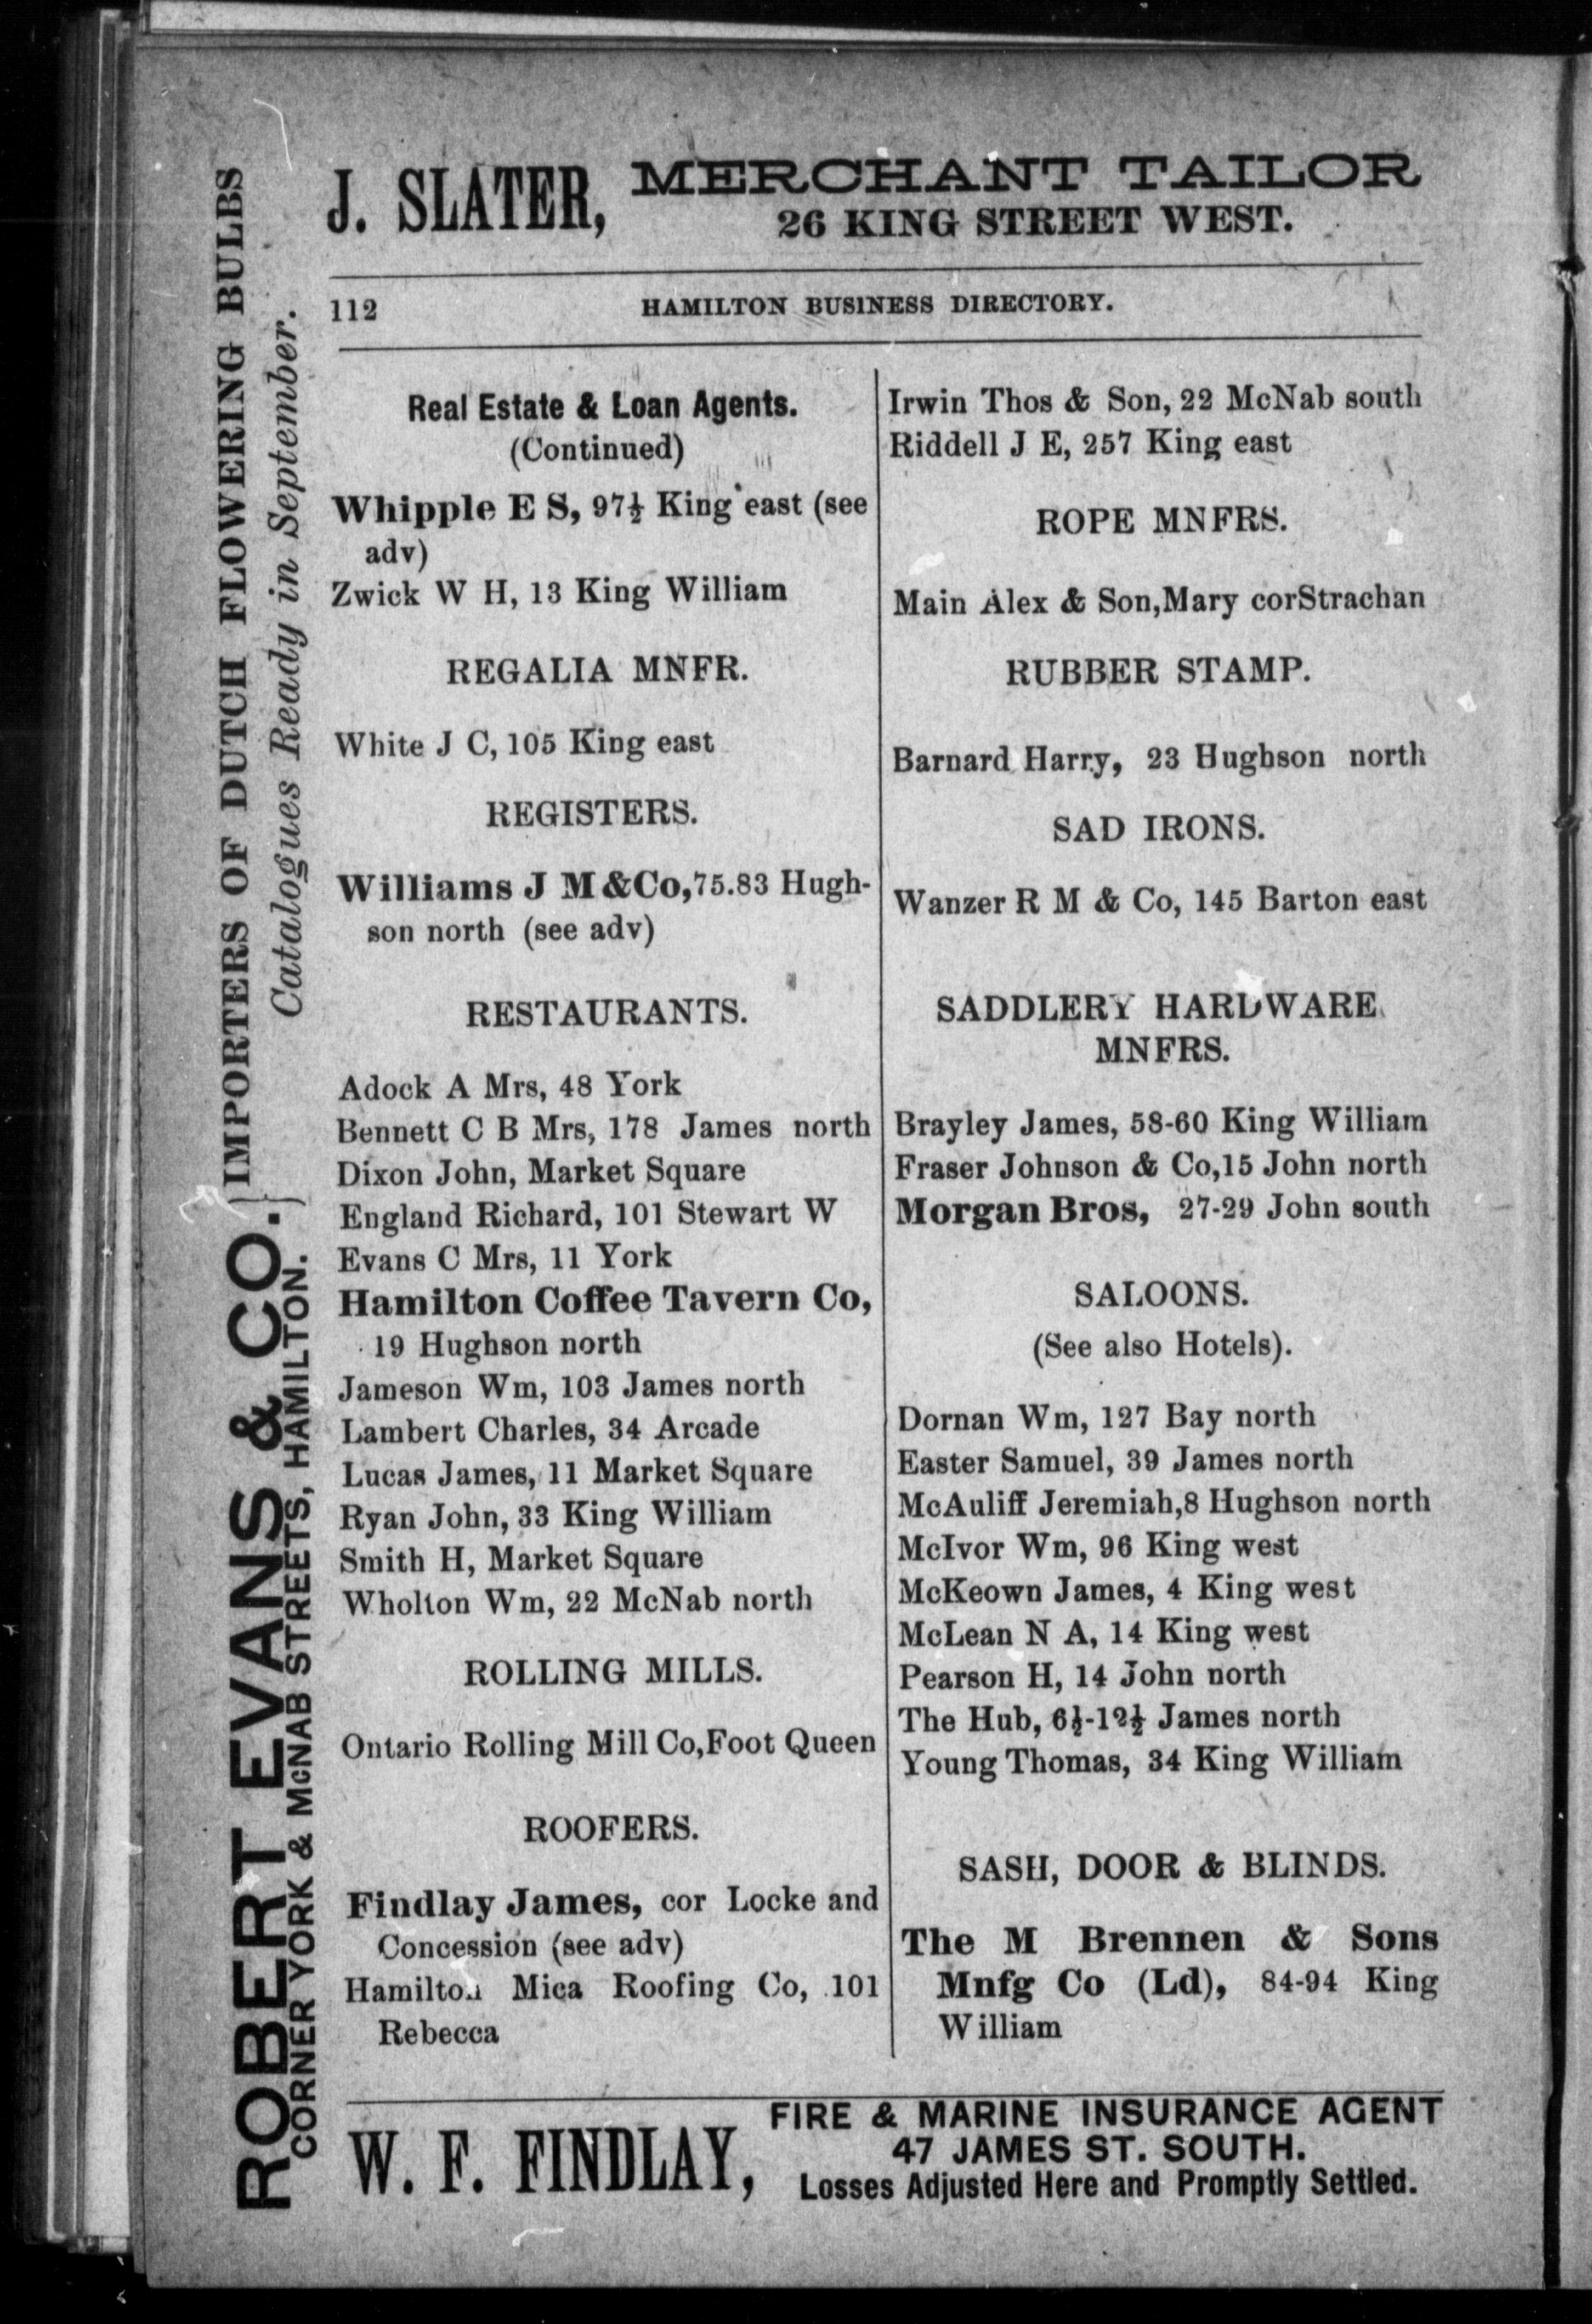 J. SLATER, MERCHANT TAILOR
26 KING STREET WEST.
112 HAMILTON BUSINESS DIRECTORY.
Real Estate & Loan Agents.
(Continued)
Whipple E S, 97½ King east (see
adv)
Zwick W H, 13 King William
REGALIA MNFR.
White J C, 105 King east
REGISTERS.
Williams J M &Co,75.83 Hugh-
son north (see adv)
RESTAURANTS.
Adock A Mrs, 48 York
Bennett C B Mrs, 178 James north
Dixon John, Market Square
England Richard, 101 Stewart W
Evans C Mrs, 11 York
Hamilton Coffee Tavern Co,
19 Hughson north
Jameson Wm, 103 James north
Lambert Charles, 34 Arcade
Lucas James, 11 Market Square
Ryan John, 33 King William
Smith H, Market Square
Wholton Wm, 22 McNab north
ROLLING MILLS.
Ontario Rolling Mill Co,Foot Queen
ROOFERS.
Findlay James, cor Locke and
Concession (see adv)
Hamilton Mica Roofing Co, 101
Rebecca
Irwin Thos & Son, 22 McNab south
Riddell J E, 257 King east
ROPE MNFRS.
Main Alex & Son,Mary corStrachan
RUBBER STAMP.
Barnard Harry, 23 Hughson north
SAD IRONS.
Wanzer R M & Co, 145 Barton east
SADDLERY HARDWARE
MNFRS.
Brayley James, 58-60 King William
Fraser Johnson & Co,15 John north
Morgan Bros, 27-29 John south
SALOONS.
(See also Hotels).
Dornan Wm, 127 Bay north
Easter Samuel, 39 James north
McAuliff Jeremiah,8 Hughson north
McIvor Wm, 96 King west
McKeown James, 4 King west
McLean N A, 14 King west
Pearson H, 14 John north
The Hub, 6½-12½ James north
Young Thomas, 34 King William
SASH, DOOR & BLINDS.
The M Brennen & Sons
Mnfg Co (Ld), 84-94 King
William
W. F. FINDLAY, FIRE & MARINE INSURANCE AGENT
47 JAMES ST. SOUTH.
Losses Adjusted Here and Promptly Settled.
ROBERT EVANS & CO.
CORNER YORK & McNAB STREETS, HAMILTON.
IMPORTERS OF DUTCH FLOWERING BULBS
Catalogues Ready in September.